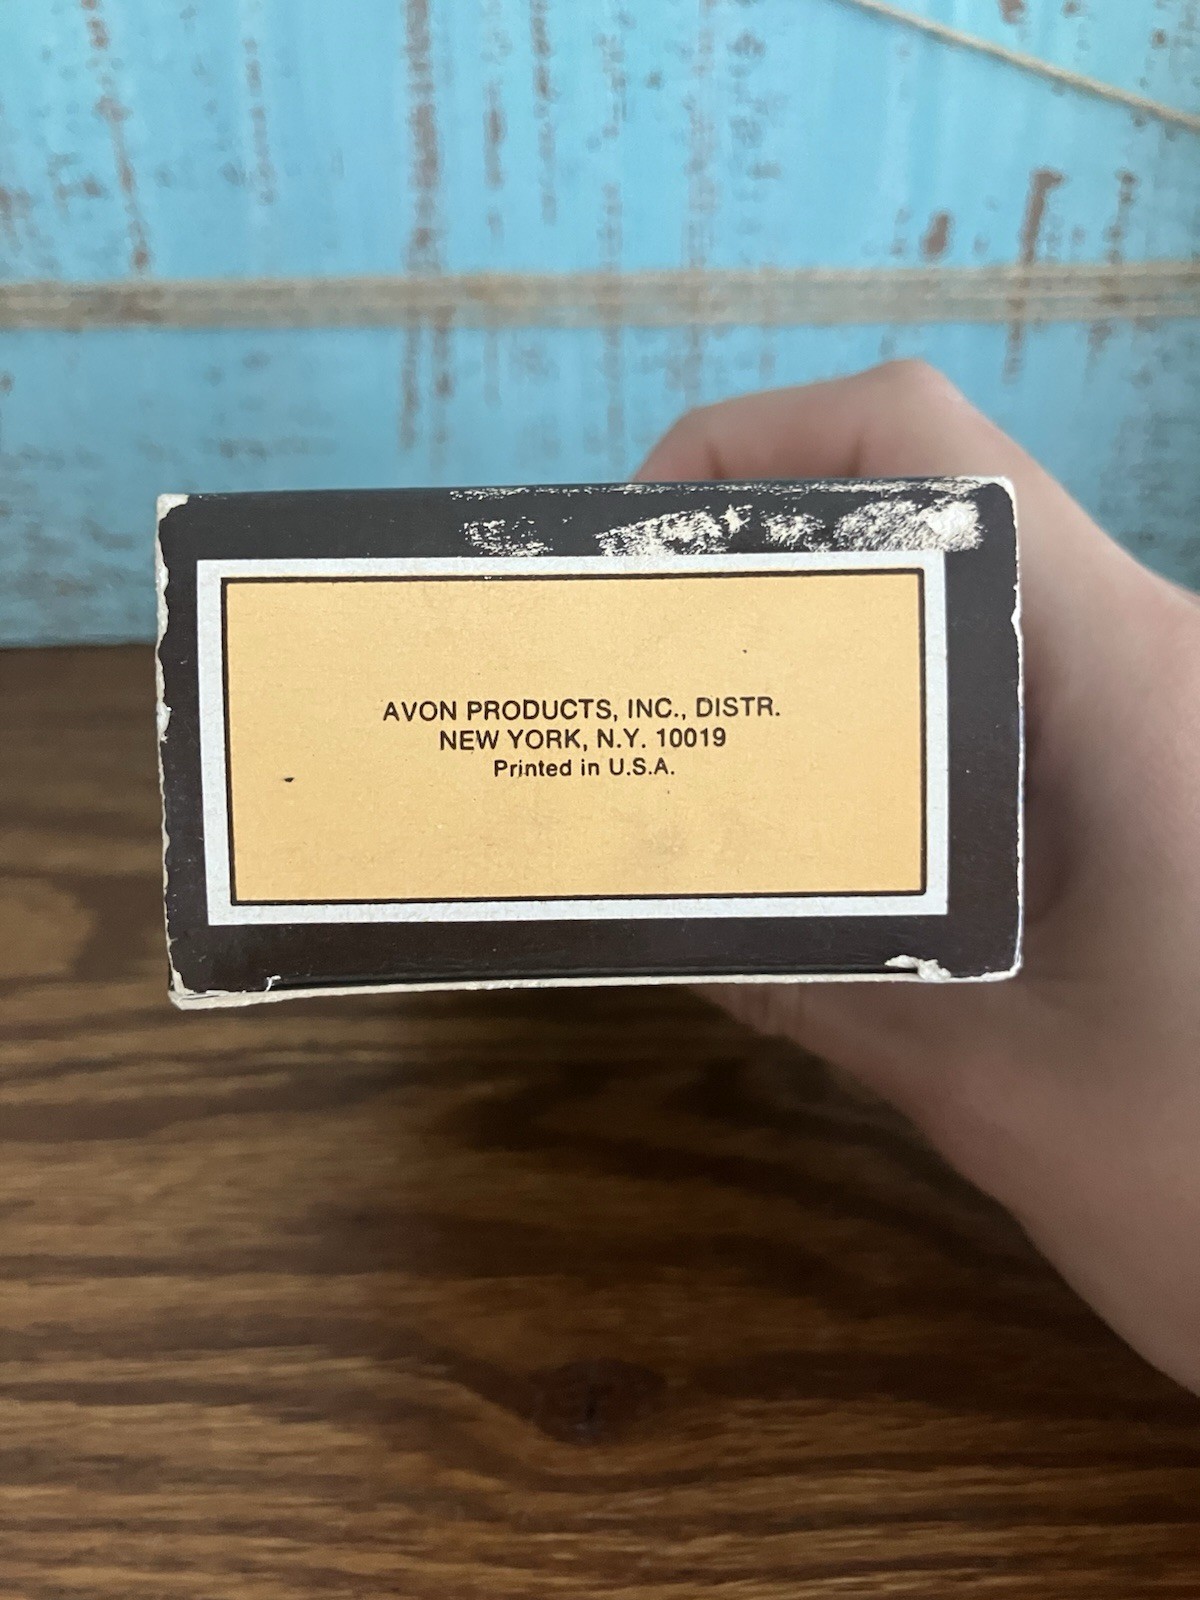 AVON PRODUCTS, INC., DISTR.
NEW YORK, N.Y. 10019
Printed in U.S.A.